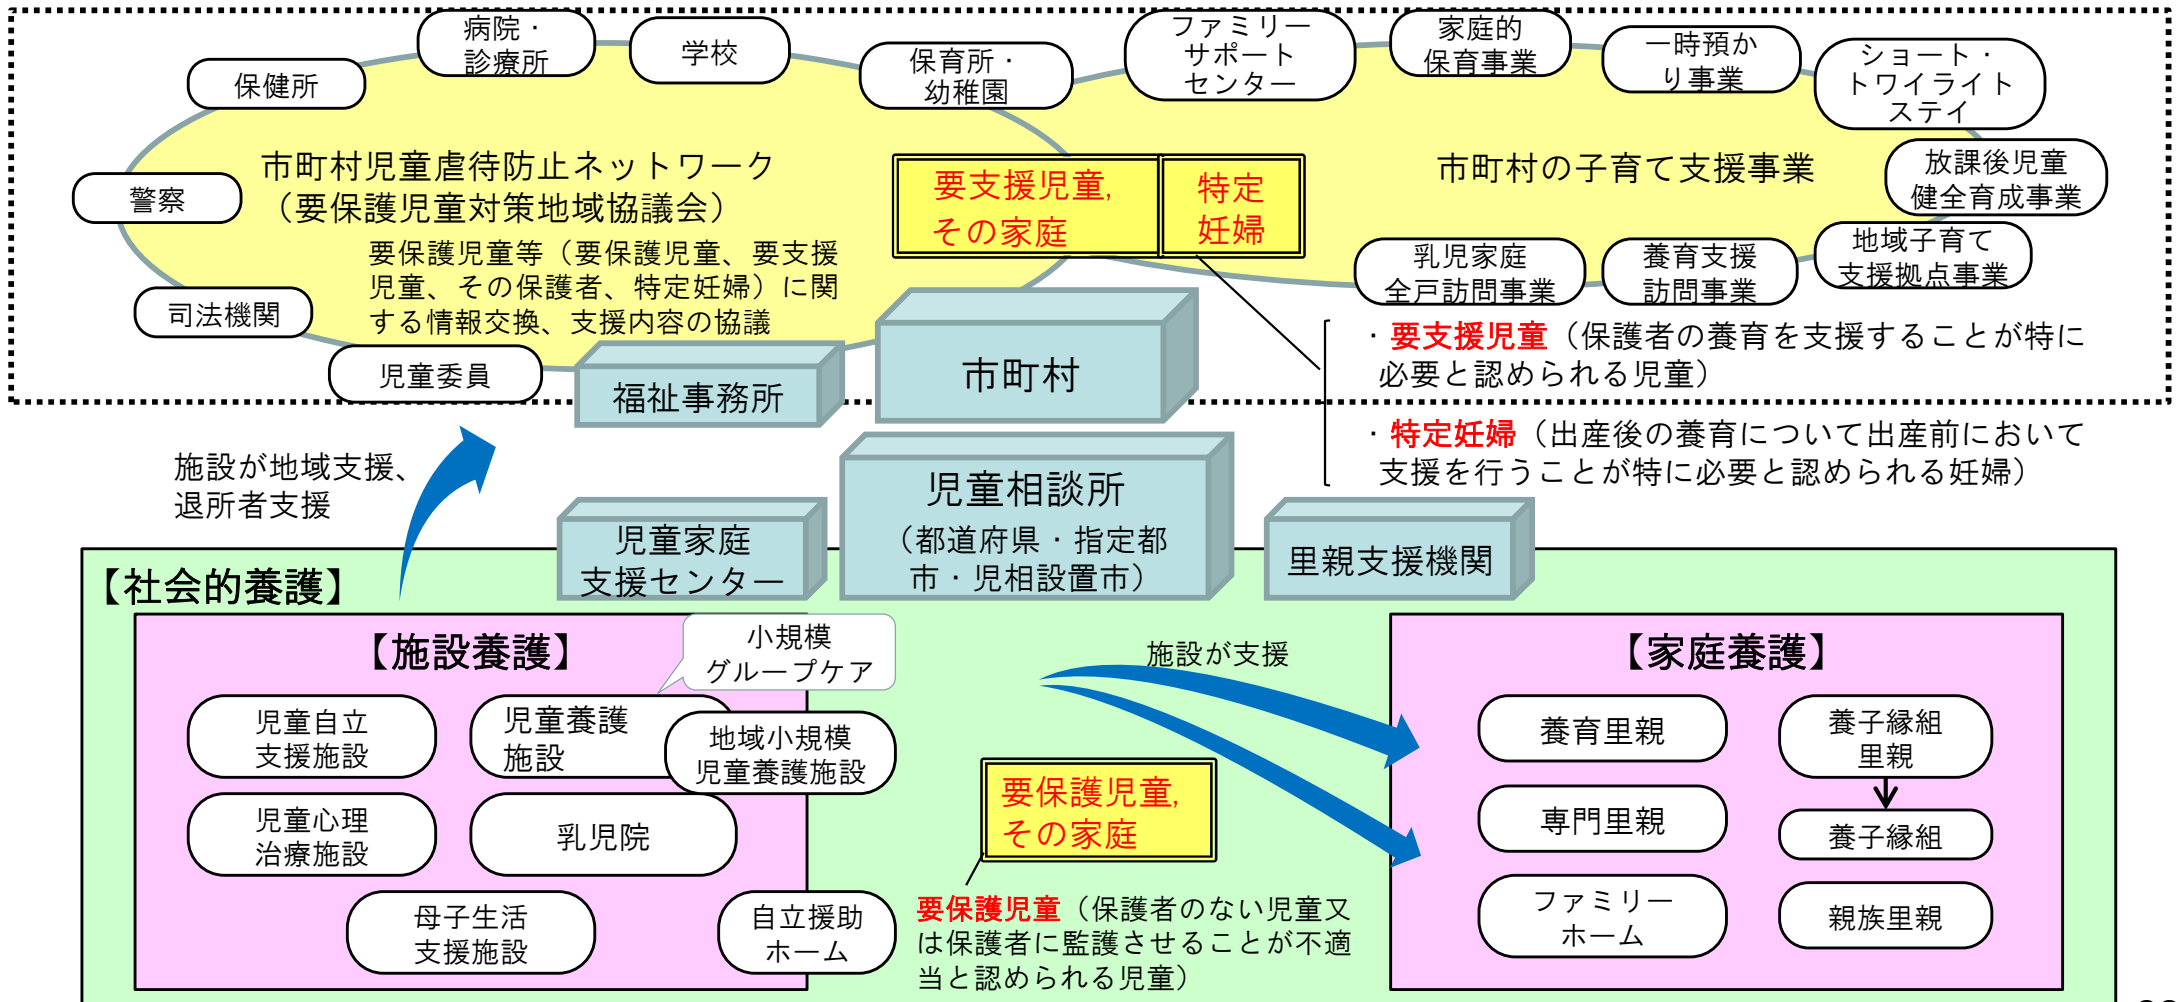 病院・
診療所
学校
保健所
保育所・
幼稚園
ファミリー
サポート
センター
家庭的
保育事業
一時預か
り事業
ショート・
トワイライト
ステイ
市町村児童虐待防止ネットワーク
（要保護児童対策地域協議会）
警察
要支援児童,
その家庭
特定
妊婦
市町村の子育て支援事業
放課後児童
健全育成事業
要保護児童等（要保護児童、要支援
児童、その保護者、特定妊婦）に関
する情報交換、支援内容の協議
乳児家庭
全戸訪問事業
養育支援
訪問事業
地域子育て
支援拠点事業
司法機関
児童委員
福祉事務所
市町村
・要支援児童（保護者の養育を支援することが特に
必要と認められる児童）
・特定妊婦（出産後の養育について出産前において
支援を行うことが特に必要と認められる妊婦）
施設が地域支援、
退所者支援
児童家庭
支援センター
児童相談所
（都道府県・指定都
市・児相設置市）
里親支援機関
【社会的養護】
【施設養護】
小規模
グループケア
児童自立
支援施設
児童養護
施設
地域小規模
児童養護施設
児童心理
治療施設
乳児院
母子生活
支援施設
自立援助
ホーム
施設が支援
要保護児童,
その家庭
要保護児童（保護者のない児童又
は保護者に監護させることが不適
当と認められる児童）
【家庭養護】
養育里親
養子縁組
里親
専門里親
養子縁組
ファミリー
ホーム
親族里親